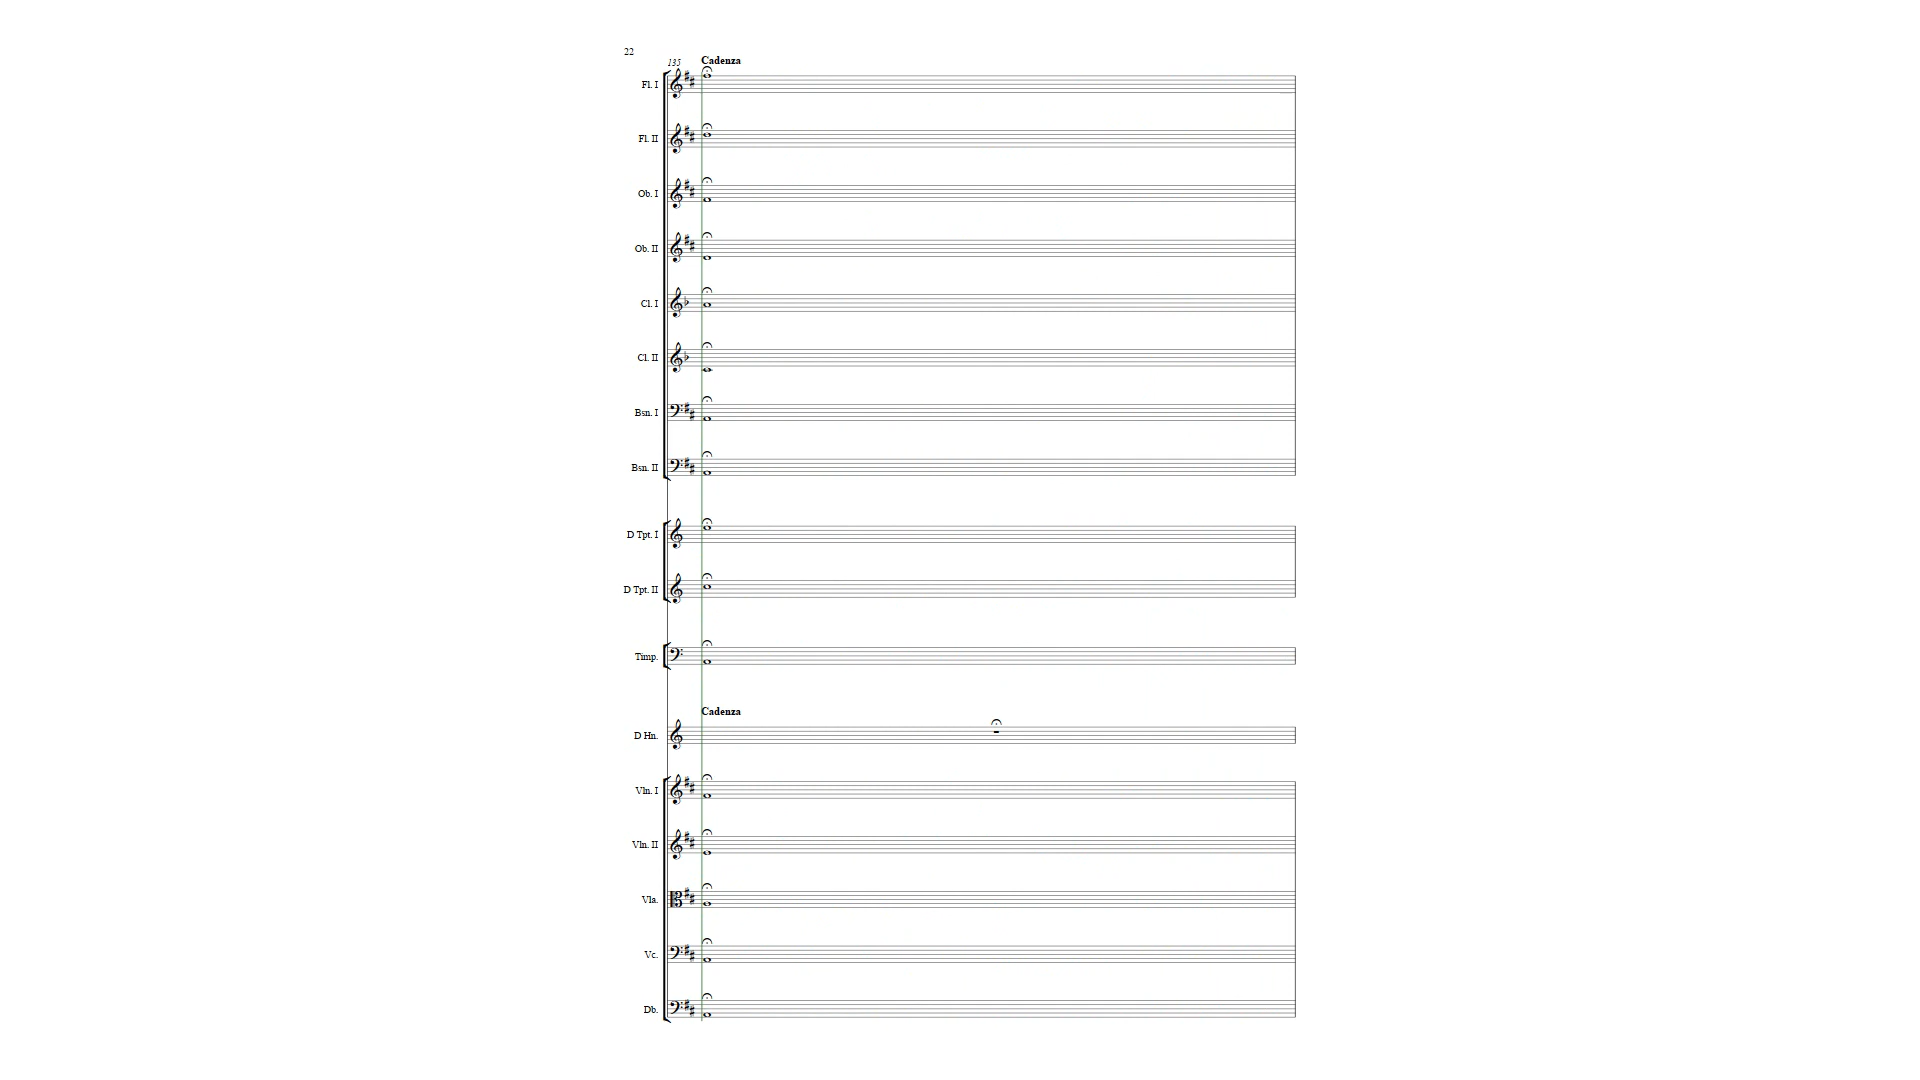 22
135 Cadenza
Fl. I
Fl. II
Ob. I
Ob. II
Cl. I
Cl. II
Bsn. I
Bsn. II
D Tpt. I
D Tpt. II
Timp.
Cadenza
D Hn.
Vln. I
Vln. II
Vla.
Vc.
Db.